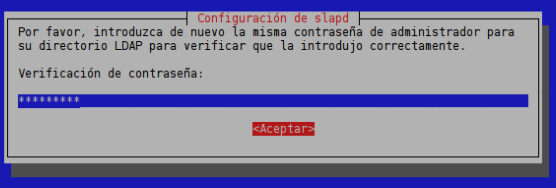 Configuración de slapd
Por favor, introduzca de nuevo la misma contraseña de administrador para
su directorio LDAP para verificar que la introdujo correctamente.
Verificación de contraseña:
*********
<Aceptar>